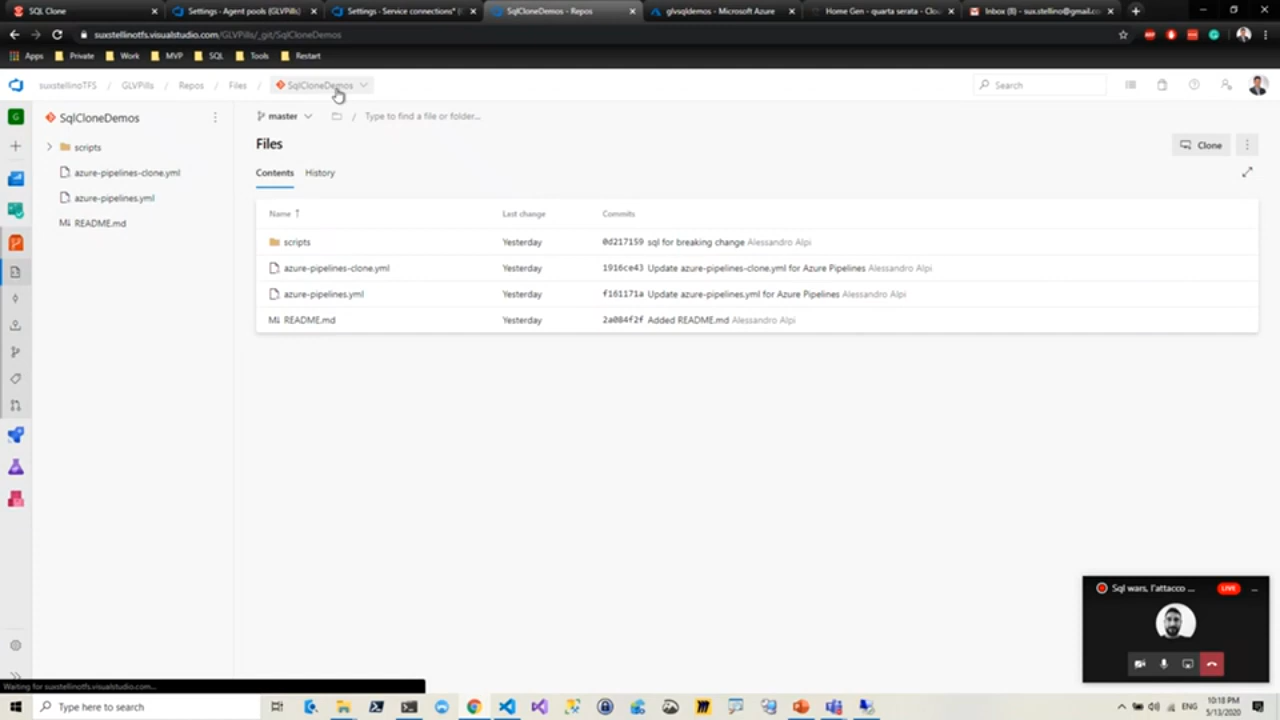 SQL Clone
Settings - Agent pools (GLVPills)
Settings - Service connections* (
SqlCloneDemos - Repos
glvsqldemos - Microsoft Azure
Home Gen - quarta serata - Clo
Inbox (8) - sux.stellino@gmail.co
suxstellinotfs.visualstudio.com/GLVPills/_git/SqlCloneDemos
Apps
Private
Work
MVP
SQL
Tools
Restart
suxstellinoTFS / GLVPills / Repos / Files / SqlCloneDemos
Search
G
SqlCloneDemos
scripts
azure-pipelines-clone.yml
azure-pipelines.yml
README.md
master / Type to find a file or folder...
Files
Clone
Contents History
Name ↑ Last change Commits
scripts Yesterday 0d217159 sql for breaking change Alessandro Alpi
azure-pipelines-clone.yml Yesterday 1916ce43 Update azure-pipelines-clone.yml for Azure Pipelines Alessandro Alpi
azure-pipelines.yml Yesterday f161171a Update azure-pipelines.yml for Azure Pipelines Alessandro Alpi
README.md Yesterday 2a084f2f Added README.md Alessandro Alpi
Sql wars, l'attacco ... LIVE ...
Waiting for suxstellinotfs.visualstudio.com...
Type here to search
ENG
10:18 PM
5/13/2020